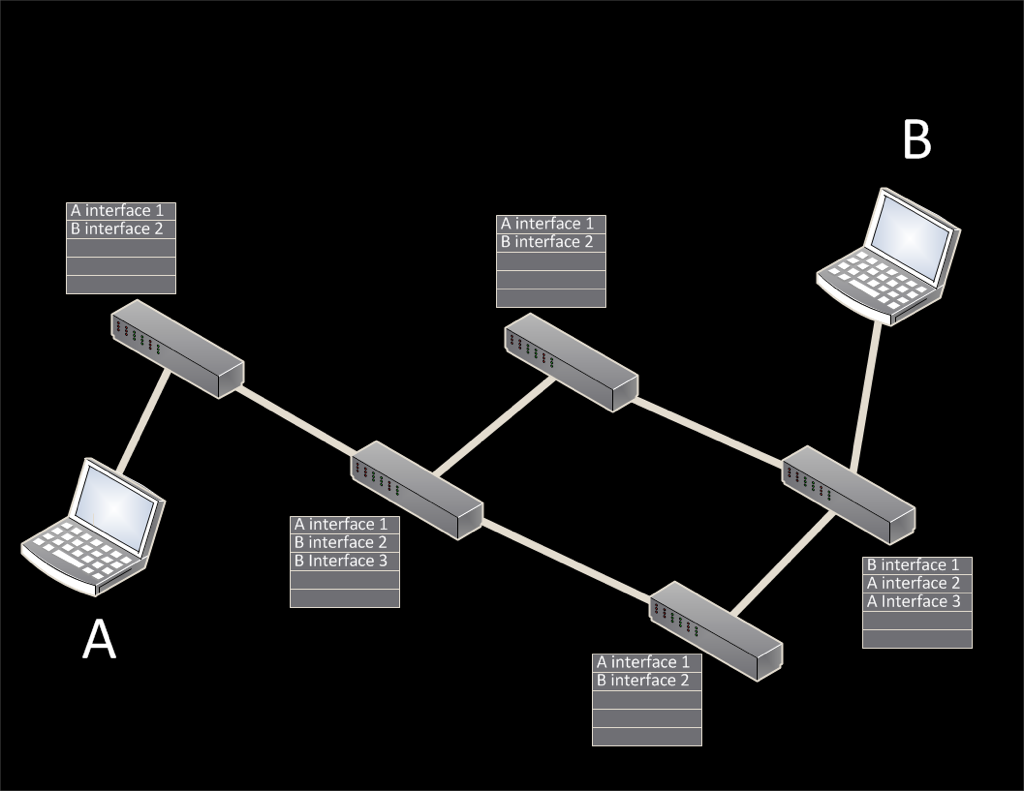 B
A interface 1
B interface 2
A interface 1
B interface 2
A interface 1
B interface 2
B Interface 3
B interface 1
A interface 2
A Interface 3
A
A interface 1
B interface 2